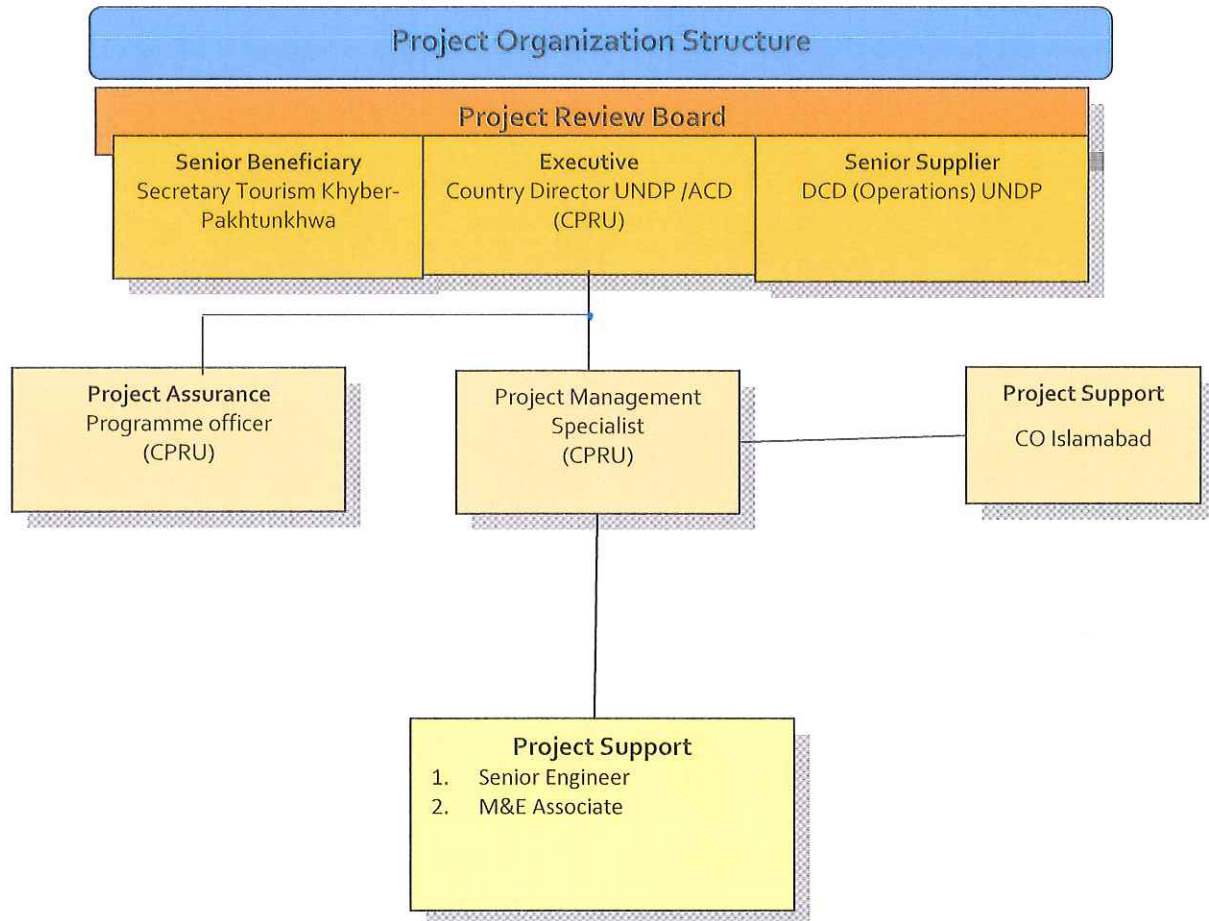 Project Organization Structure
Project Review Board
Senior Beneficiary
Secretary Tourism Khyber-
Pakhtunkhwa
Executive
Country Director UNDP /ACD
(CPRU)
Senior Supplier
DCD (Operations) UNDP
Project Assurance
Programme officer
(CPRU)
Project Management
Specialist
(CPRU)
Project Support
CO Islamabad
Project Support
1. Senior Engineer
2. M&E Associate